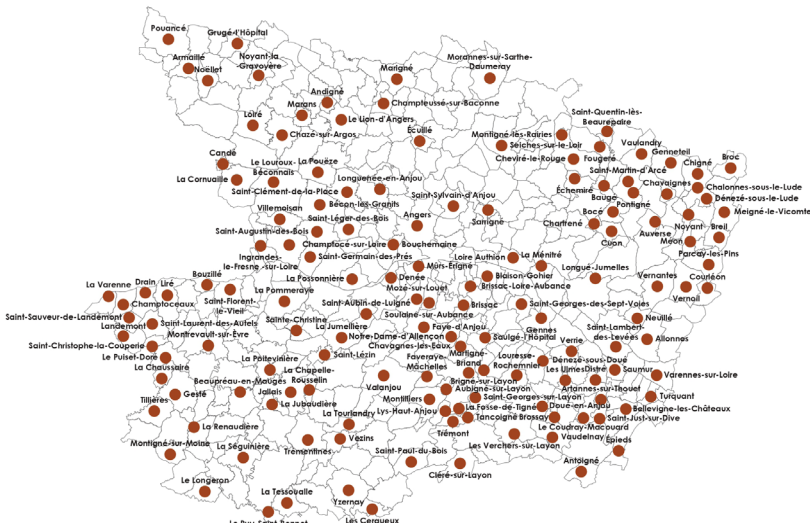 Pouancé
Grugé-l'Hôpital
Armaillé
Noëllet
Noyant-la
-Gravoyère
Marigné
Morannes-sur-Sarthe-
Daumeray
Andigné
Marans
Champteussé-sur-Baconne
Loiré
Le Lion-d'Angers
Chazé-sur-Argos
Écuillé
Saint-Quentin-lès-
Beaurepaire
Montigné-lès-Rairies
Seiches-sur-le-Loir
Cheviré-le-Rouge
Fougeré
Vaulandry
Genneteil
Chigné
Broc
Candé
La Cornuaille
Le Louroux-
Béconnais
La Pouëze
Longuenée-en-Anjou
Saint-Clément-de-la-Place
Saint-Sylvain-d'Anjou
Sarrigné
Échemiré
Saint-Martin-d'Arcé
Baugé
Pontigné
Chavaignes
Chalonnes-sous-le-Lude
Dénezé-sous-le-Lude
Meigné-le-Vicomte
Villemoisan
Bécon-les-Granits
Saint-Léger-des-Bois
Saint-Augustin-des-Bois
Angers
Bocé
Chartrené
Cuon
Auverse
Noyant
Breil
Méon
Parçay-les-Pins
Champtocé-sur-Loire
Bouchemaine
Ingrandes-
le-Fresne -sur-Loire
Saint-Germain-des-Prés
Mûrs-Erigné
Loire Authion
La Ménitré
Longué-Jumelles
Vernantes
Courléon
Vernoil
Bouzillé
La Possonnière
Denée
Blaison-Gohier
Brissac-Loire-Aubance
La Varenne
Drain
Liré
Champtoceaux
Saint-Florent-
le-Vieil
La Pommeraye
Mozé-sur-Louet
Saint-Aubin-de-Luigné
Soulaine-sur-Aubance
Brissac
Saint-Georges-des-Sept-Voies
Saint-Sauveur-de-Landemont
Landemont
Saint-Laurent-des-Autels
Montrevault-sur-Èvre
Sainte-Christine
La Jumellière
Faye-d'Anjou
Notre-Dame-d'Allençon
Gennes
Neuillé
Saint-Lambert-
des-Levées
Allonnes
Saint-Christophe-la-Couperie
Chavagnes-les-Eaux
Saulgé-l'Hôpital
Verrie
Le Puiset-Doré
La Chaussaire
La Poitevinière
Saint-Lézin
Faveraye-
Mâchelles
Martigné-
Briand
Louresse-
Rochemnier
Dénezé-sous-Doué
Les Ulmes
Distré
Saumur
Varennes-sur-Loire
La Chapelle-
Rousselin
Beaupréau-en-Mauges
Jallais
Valanjou
Brigné-sur-Layon
Aubigné-sur-Layon
Artannes-sur-Thouet
Turquant
Gesté
Tillières
La Jubaudière
Montilliers
Saint-Georges-sur-Layon
Lys-Haut-Anjou
La Fosse-de-Tigné
Doué-en-Anjou
Bellevigne-les-Châteaux
Tancoigné
Brossay
Saint-Just-sur-Dive
La Tourlandry
Trémont
Le Coudray-Macouard
La Renaudière
Vezins
Vaudelnay
Épieds
Montigné-sur-Moine
La Séguinière
Trémentines
Saint-Paul-du-Bois
Les Verchers-sur-Layon
Cléré-sur-Layon
Antoigné
Le Longeron
La Tessoualle
Yzernay
Le Puy-Saint-Bonnet
Les Cerqueux